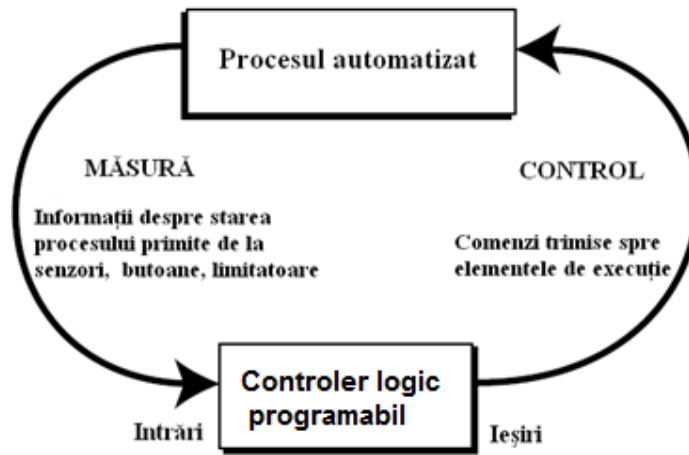 Procesul automatizat
MĂSURĂ
Informații despre starea
procesului primite de la
senzori, butoane, limitatoare
CONTROL
Comenzi trimise spre
elementele de execuție
Controler logic
programabil
Intrări
Ieșiri